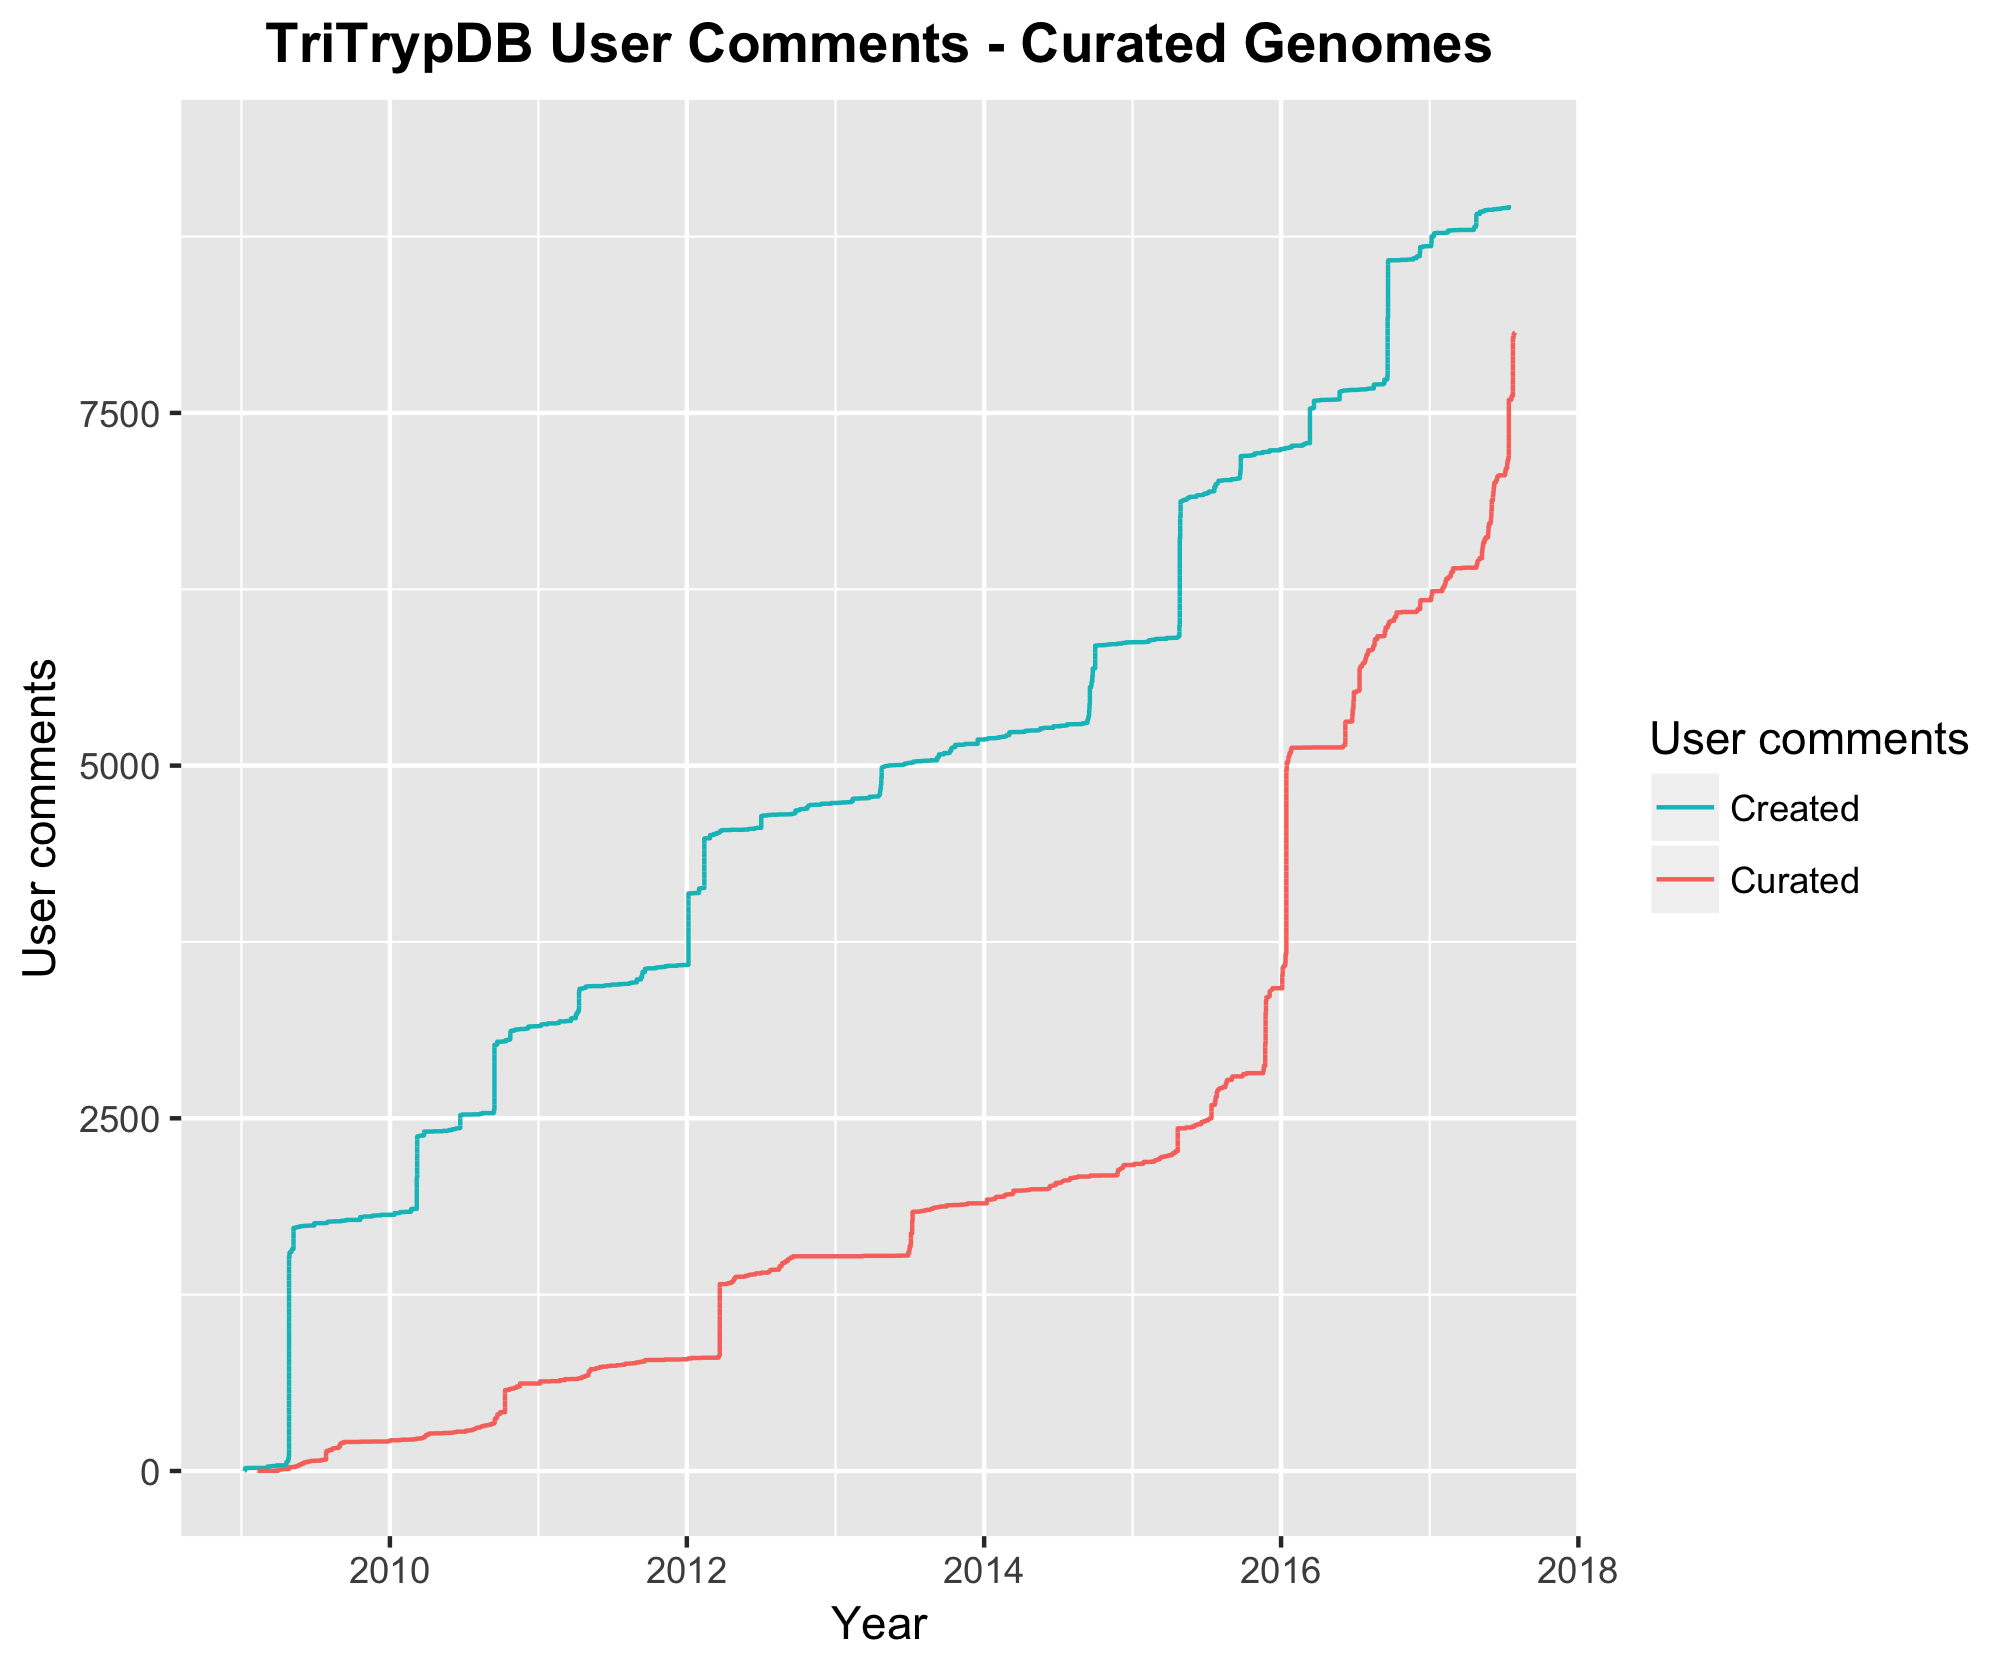 TriTrypDB User Comments - Curated Genomes
User comments
7500
5000
2500
0
2010 2012 2014 2016 2018
Year
User comments
Created
Curated